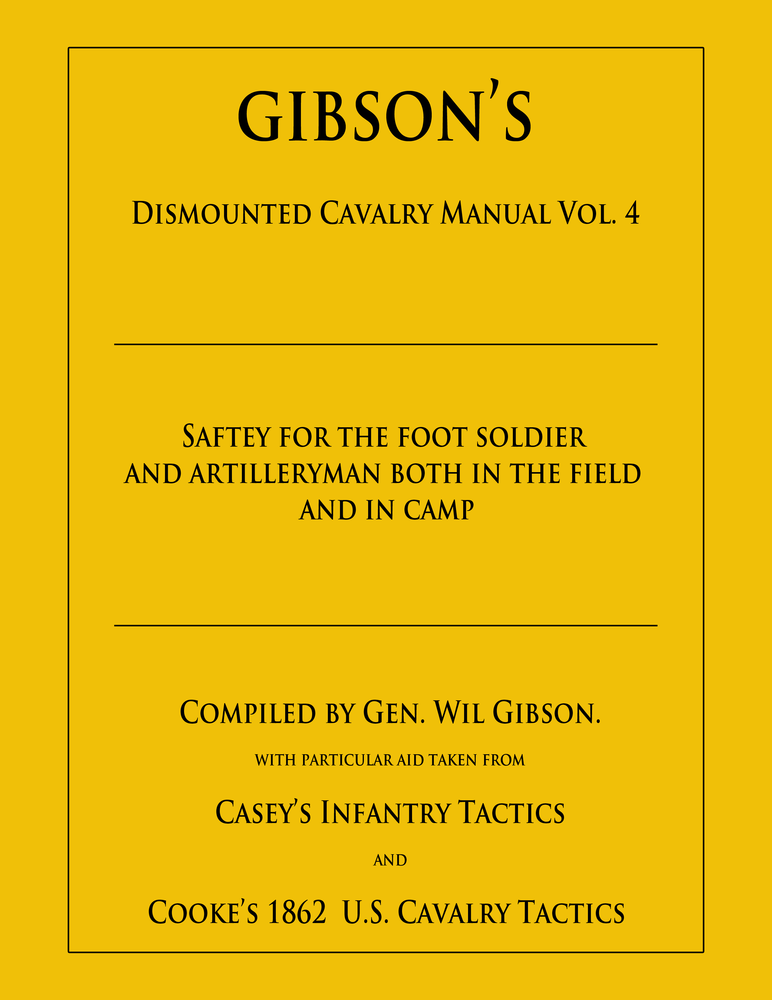 GIBSON’S
DISMOUNTED CAVALRY MANUAL VOL. 4
SAFTEY FOR THE FOOT SOLDIER
AND ARTILLERYMAN BOTH IN THE FIELD
AND IN CAMP
COMPILED BY GEN. WIL GIBSON.
WITH PARTICULAR AID TAKEN FROM
CASEY’S INFANTRY TACTICS
AND
COOKE’S 1862 U.S. CAVALRY TACTICS